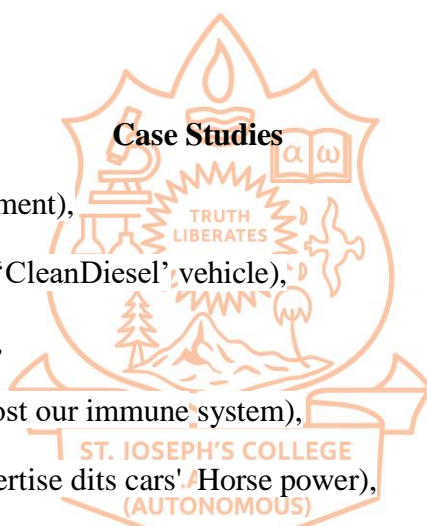 Case Studies
α ω
ment),
TRUTH
LIBERATES
‘CleanDiesel’ vehicle),
,
ost our immune system),
ST. JOSEPH'S COLLEGE
ertise dits cars' Horse power),
(AUTONOMOUS)